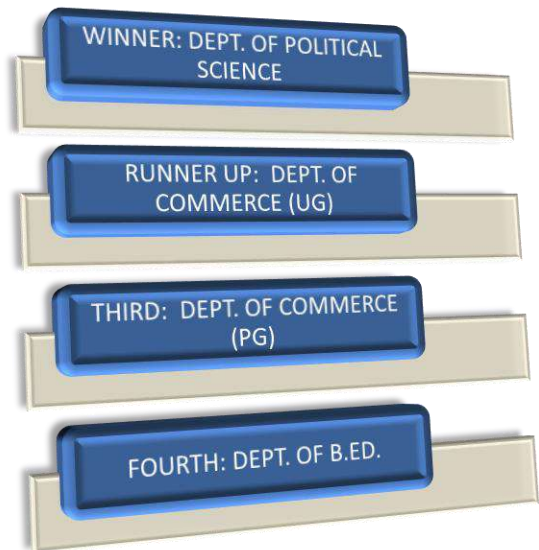 WINNER: DEPT. OF POLITICAL
SCIENCE
RUNNER UP: DEPT. OF
COMMERCE (UG)
THIRD: DEPT. OF COMMERCE
(PG)
FOURTH: DEPT. OF B.ED.